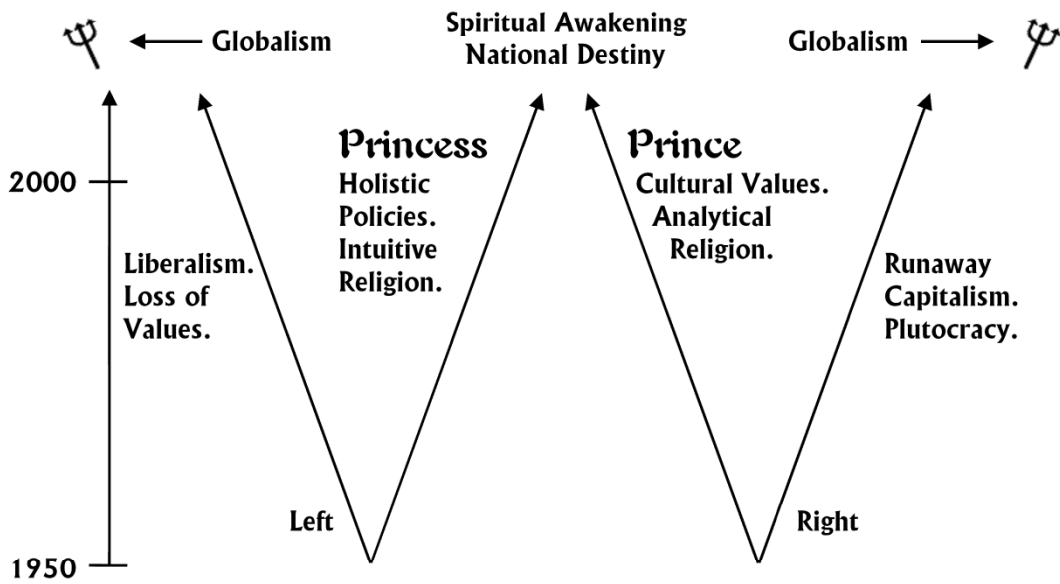 Globalism
Spiritual Awakening
National Destiny
Globalism
Princess
Holistic
Policies.
Intuitive
Religion.
Prince
Cultural Values.
Analytical
Religion.
2000
Liberalism.
Loss of
Values.
Runaway
Capitalism.
Plutocracy.
Left
Right
1950